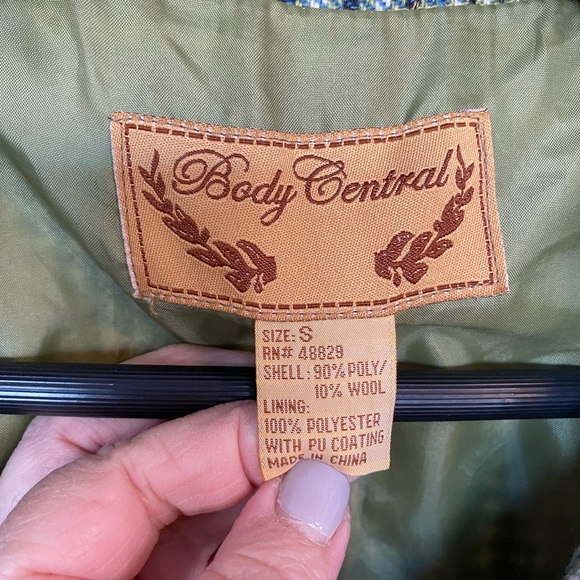 Body Central
SIZE: S
RN# 48829
SHELL: 90% POLY/
10% WOOL
LINING:
100% POLYESTER
WITH PU COATING
MADE IN CHINA